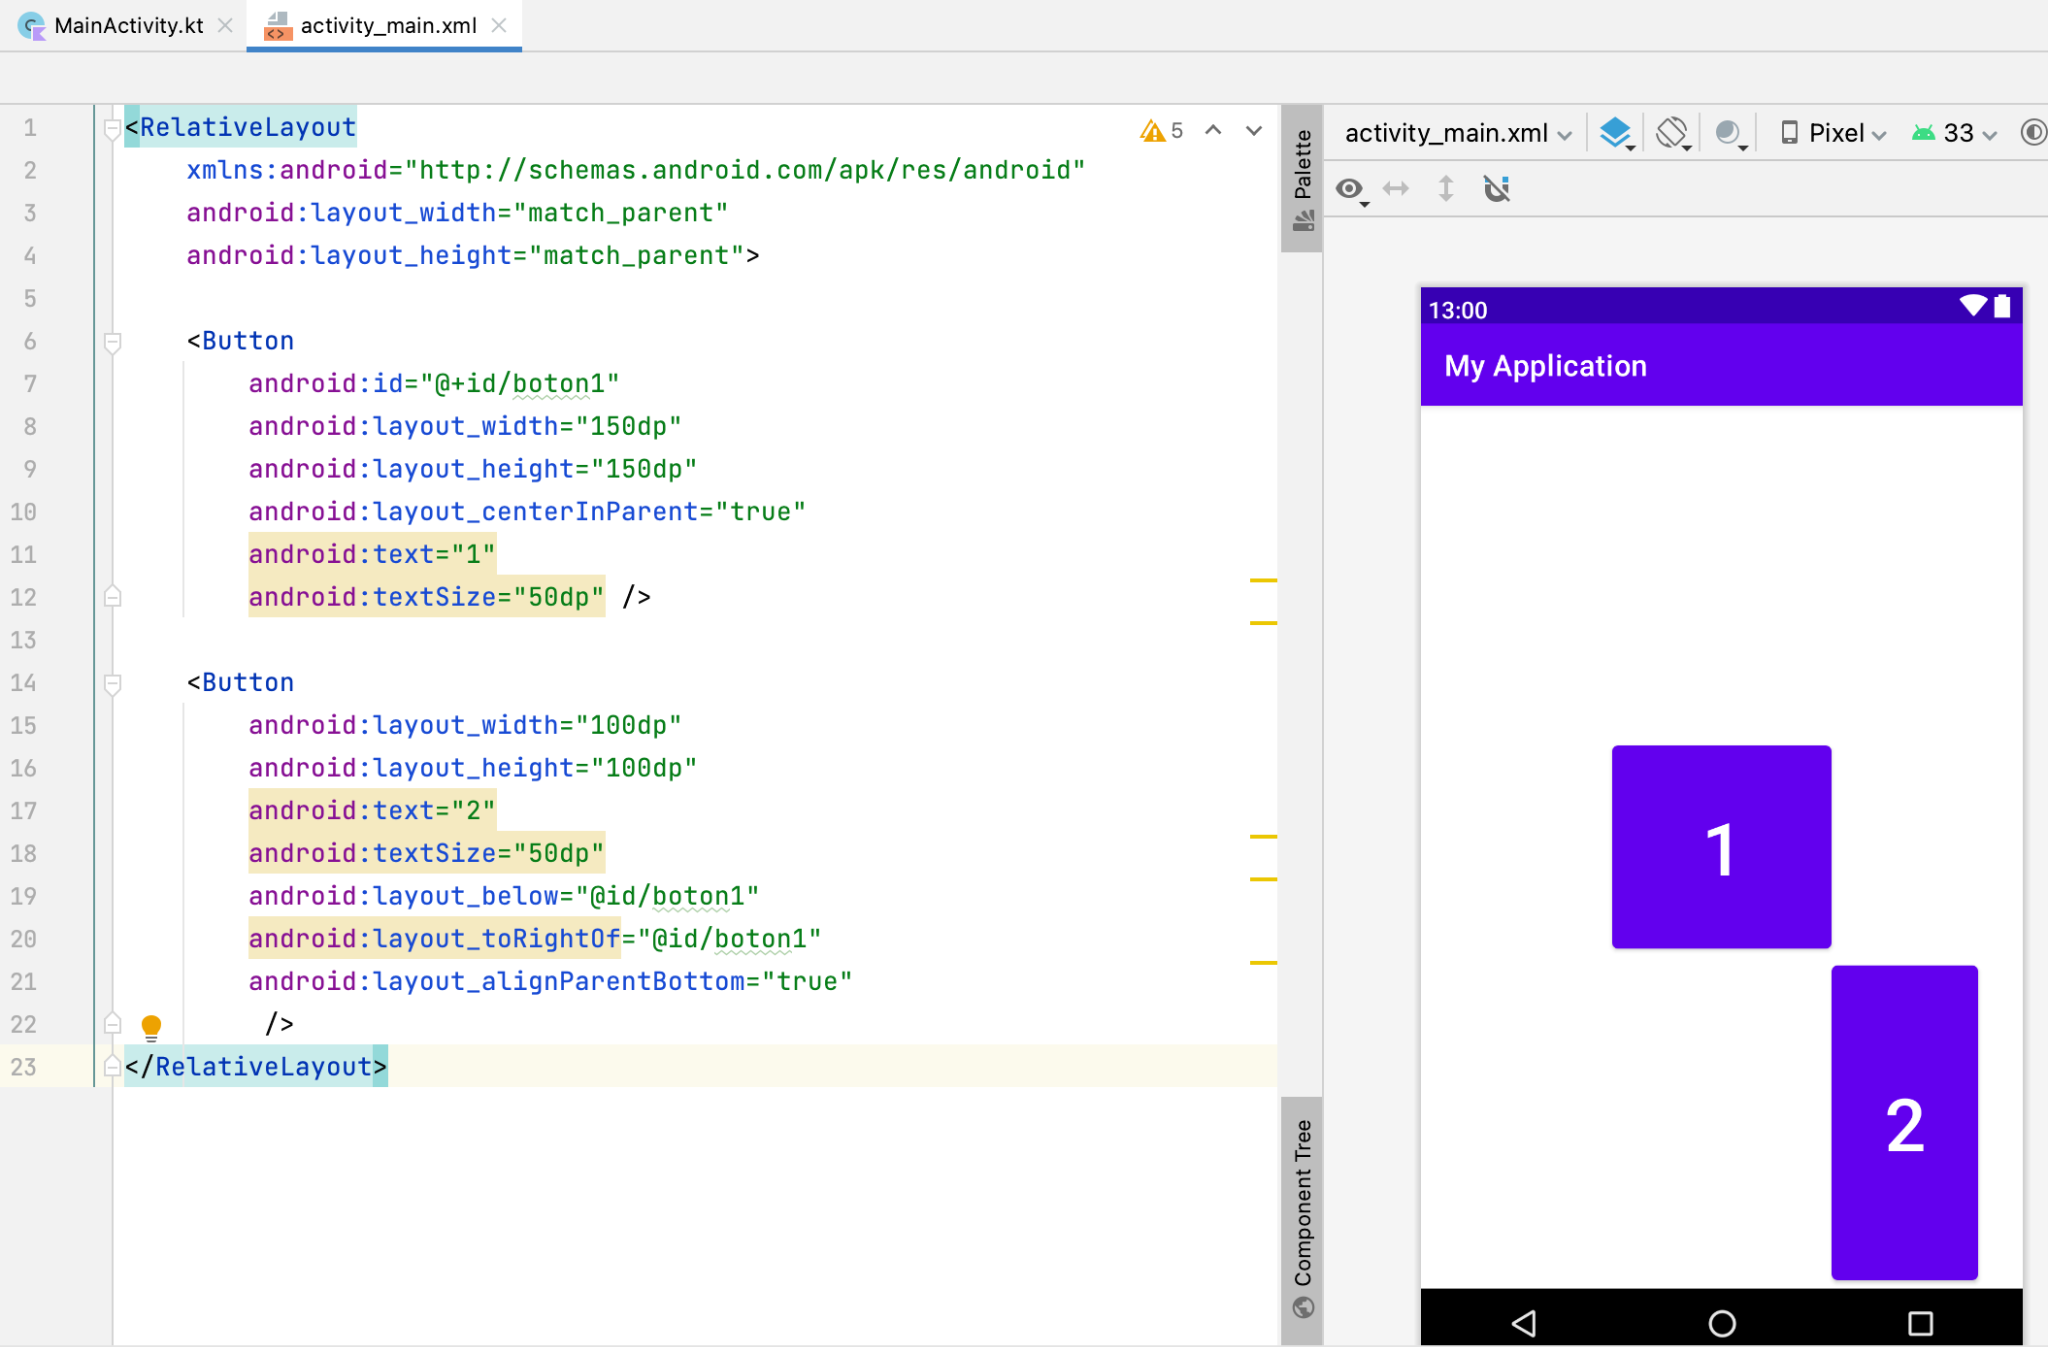 MainActivity.kt
activity_main.xml
1 <RelativeLayout
2 xmlns:android="http://schemas.android.com/apk/res/android"
3 android:layout_width="match_parent"
4 android:layout_height="match_parent">
5
6 <Button
7 android:id="@+id/boton1"
8 android:layout_width="150dp"
9 android:layout_height="150dp"
10 android:layout_centerInParent="true"
11 android:text="1"
12 android:textSize="50dp" />
13
14 <Button
15 android:layout_width="100dp"
16 android:layout_height="100dp"
17 android:text="2"
18 android:textSize="50dp"
19 android:layout_below="@id/boton1"
20 android:layout_toRightOf="@id/boton1"
21 android:layout_alignParentBottom="true"
22 />
23 </RelativeLayout>
5
Palette
Component Tree
activity_main.xml
Pixel
33
13:00
My Application
1
2